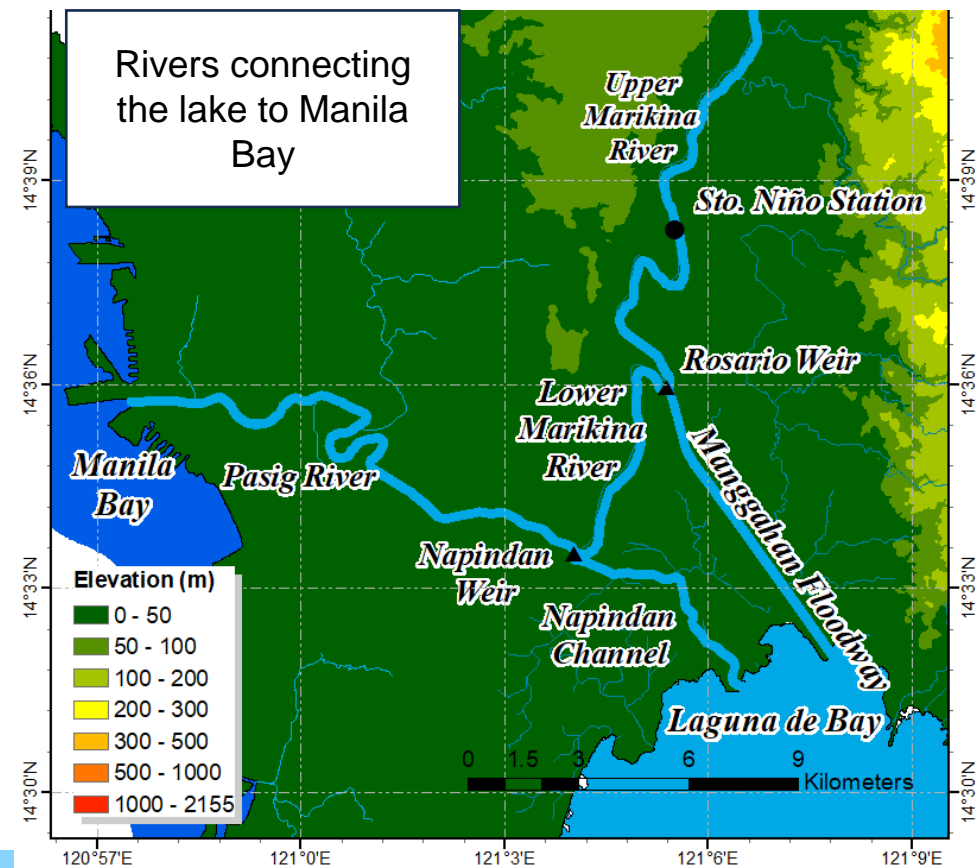 Rivers connecting
the lake to Manila
Bay
Upper
Marikina
River
14°39'N
14°39'N
Sto. Niño Station
14°36'N
14°36'N
Rosario Weir
Lower
Marikina
River
Manggahan Floodway
Manila
Bay
Pasig River
Napindan
Weir
14°33'N
14°33'N
Napindan
Channel
Laguna de Bay
Elevation (m)
0 - 50
50 - 100
100 - 200
200 - 300
300 - 500
500 - 1000
1000 - 2155
0 1.5 3 6 9
Kilometers
14°30'N
14°30'N
120°57'E 121°0'E 121°3'E 121°6'E 121°9'E